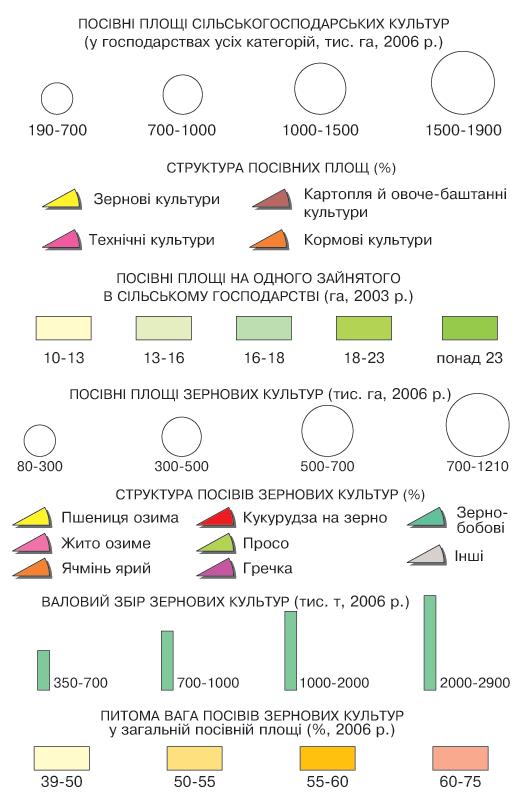 ПОСІВНІ ПЛОЩІ СІЛЬСЬКОГОСПОДАРСЬКИХ КУЛЬТУР
(у господарствах усіх категорій, тис. га, 2006 р.)
190-700 700-1000 1000-1500 1500-1900
СТРУКТУРА ПОСІВНИХ ПЛОЩ (%)
Зернові культури
Картопля й овоче-баштанні
культури
Технічні культури
Кормові культури
ПОСІВНІ ПЛОЩІ НА ОДНОГО ЗАЙНЯТОГО
В СІЛЬСЬКОМУ ГОСПОДАРСТВІ (га, 2003 р.)
10-13 13-16 16-18 18-23 понад 23
ПОСІВНІ ПЛОЩІ ЗЕРНОВИХ КУЛЬТУР (тис. га, 2006 р.)
80-300 300-500 500-700 700-1210
СТРУКТУРА ПОСІВІВ ЗЕРНОВИХ КУЛЬТУР (%)
Пшениця озима
Кукурудза на зерно
Зерно-
бобові
Жито озиме
Просо
Інші
Ячмінь ярий
Гречка
ВАЛОВИЙ ЗБІР ЗЕРНОВИХ КУЛЬТУР (тис. т, 2006 р.)
350-700 700-1000 1000-2000 2000-2900
ПИТОМА ВАГА ПОСІВІВ ЗЕРНОВИХ КУЛЬТУР
у загальній посівній площі (%, 2006 р.)
39-50 50-55 55-60 60-75